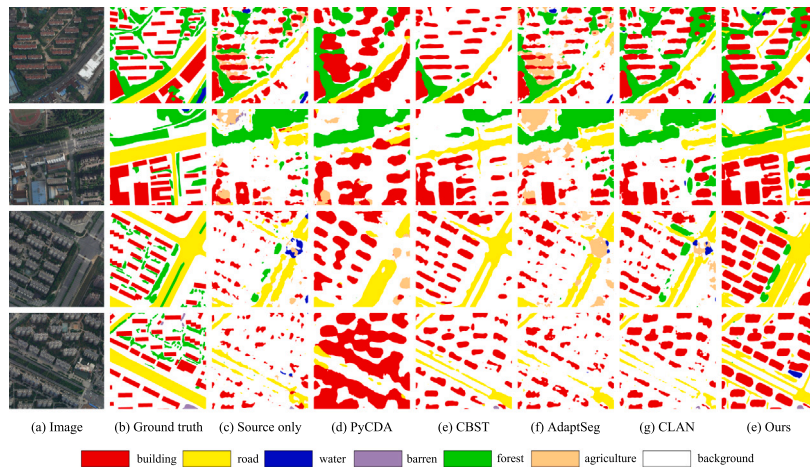 (a) Image (b) Ground truth (c) Source only (d) PyCDA (e) CBST (f) AdaptSeg (g) CLAN (e) Ours
building road water barren forest agriculture background